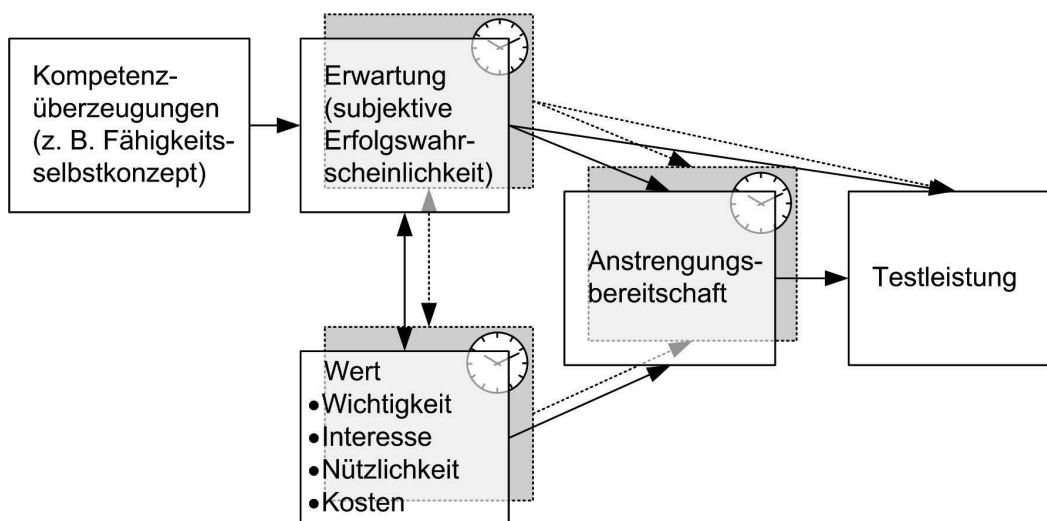 Kompetenz-
überzeugungen
(z. B. Fähigkeits-
selbstkonzept)
Erwartung
(subjektive
Erfolgswahr-
scheinlichkeit)
Anstrengungs-
bereitschaft
Testleistung
Wert
•Wichtigkeit
•Interesse
•Nützlichkeit
•Kosten